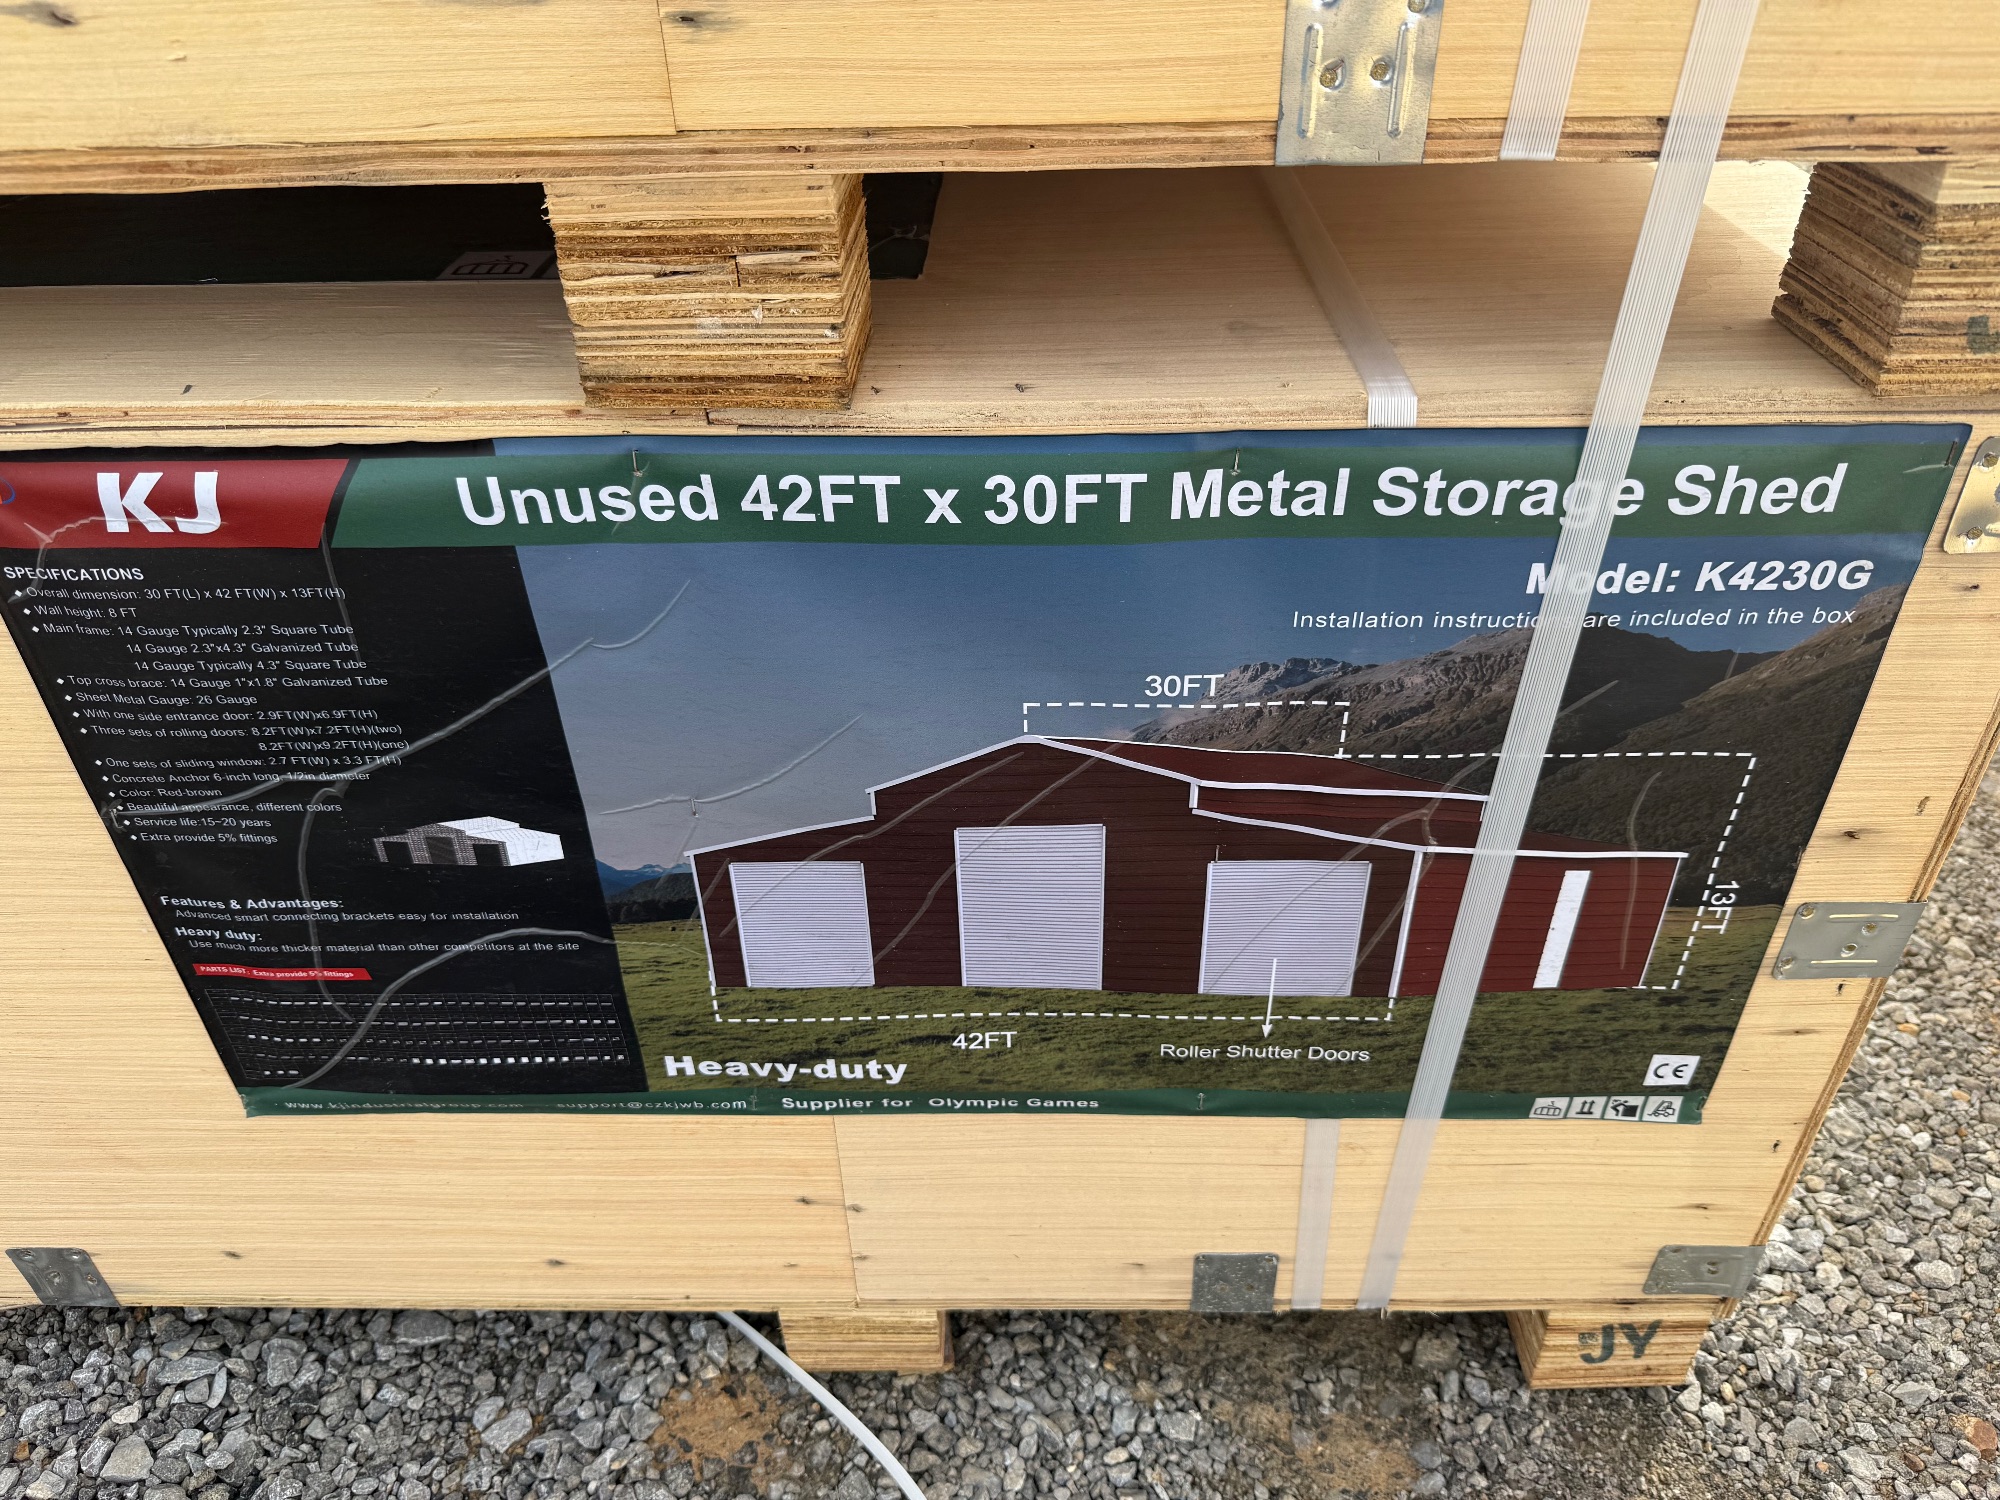 KJ
Unused 42FT x 30FT Metal Storage Shed
Model: K4230G
Installation instructi are included in the box
SPECIFICATIONS
◆ Overall dimension: 30 FT(L) x 42 FT(W) x 13FT(H)
◆ Wall height: 8 FT
◆ Main frame: 14 Gauge Typically 2.3" Square Tube
14 Gauge 2.3"x4.3" Galvanized Tube
14 Gauge Typically 4.3" Square Tube
◆ Top cross brace: 14 Gauge 1"x1.8" Galvanized Tube
◆ Sheel Metal Gauge: 26 Gauge
◆ With one side entrance door: 2.9FT(W)x6.9FT(H)
◆ Three sets of rolling doors: 8.2FT(W)x7.2FT(H)(two)
8.2FT(W)x9.2FT(H)(one)
◆ One sets of sliding window: 2.7 FT(W) x 3.3 FT(H)
◆ Concrete Anchor 6-inch long, 1/2in diameter
◆ Color: Red-brown
◆ Beautiful appearance, different colors
◆ Service life:15~20 years
◆ Extra provide 5% fittings
Features & Advantages:
Advanced smart connecting brackets easy for installation
Heavy duty:
Use much more thicker material than other competitors at the site
PARTS LIST: Extra provide 5% fittings
30FT
13FT
42FT
Roller Shutter Doors
Heavy-duty
CE
www.kjindustrialgroup.com support@czkjwb.com Supplier for Olympic Games
JY